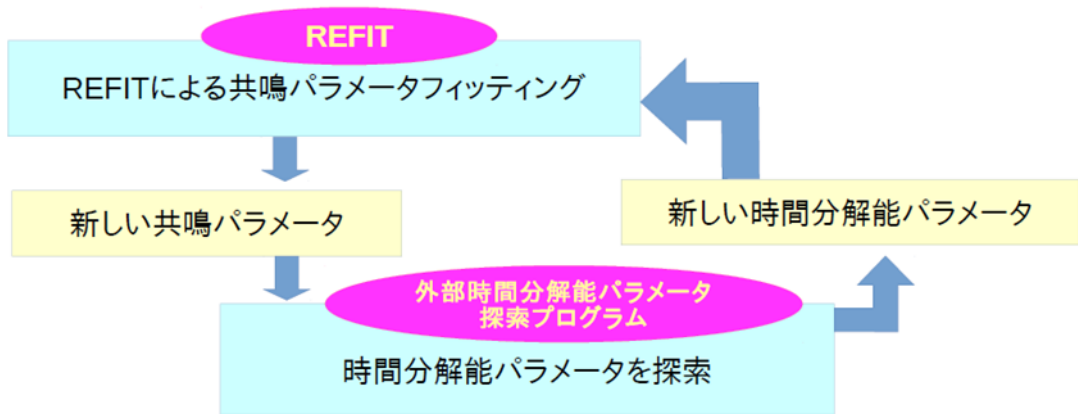 REFIT
REFITによる共鳴パラメータフィッティング
新しい共鳴パラメータ
新しい時間分解能パラメータ
外部時間分解能パラメータ
探索プログラム
時間分解能パラメータを探索